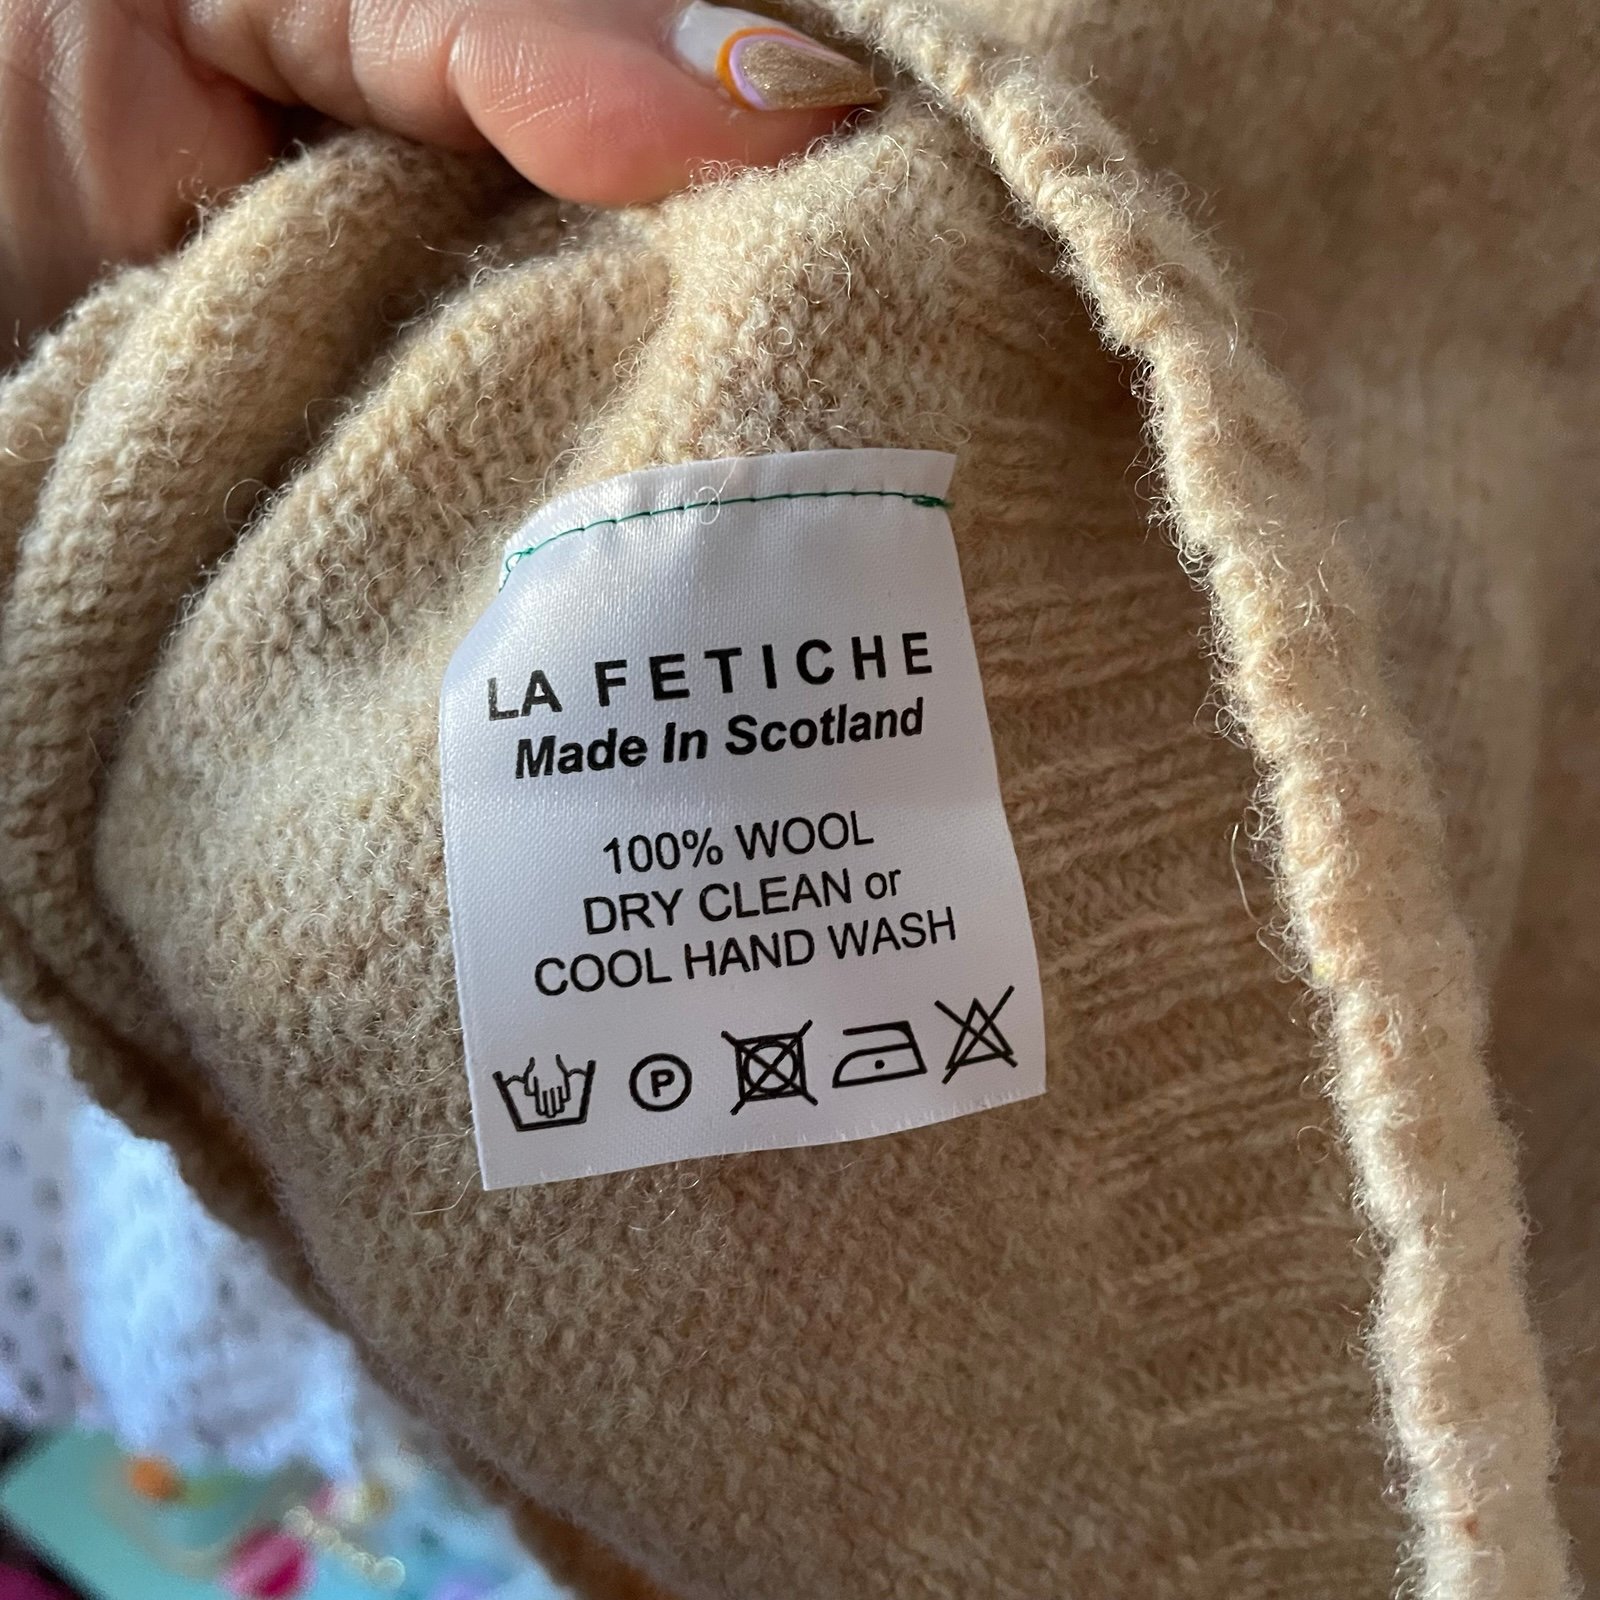 LA FETICHE
Made In Scotland
100% WOOL
DRY CLEAN or
COOL HAND WASH
P